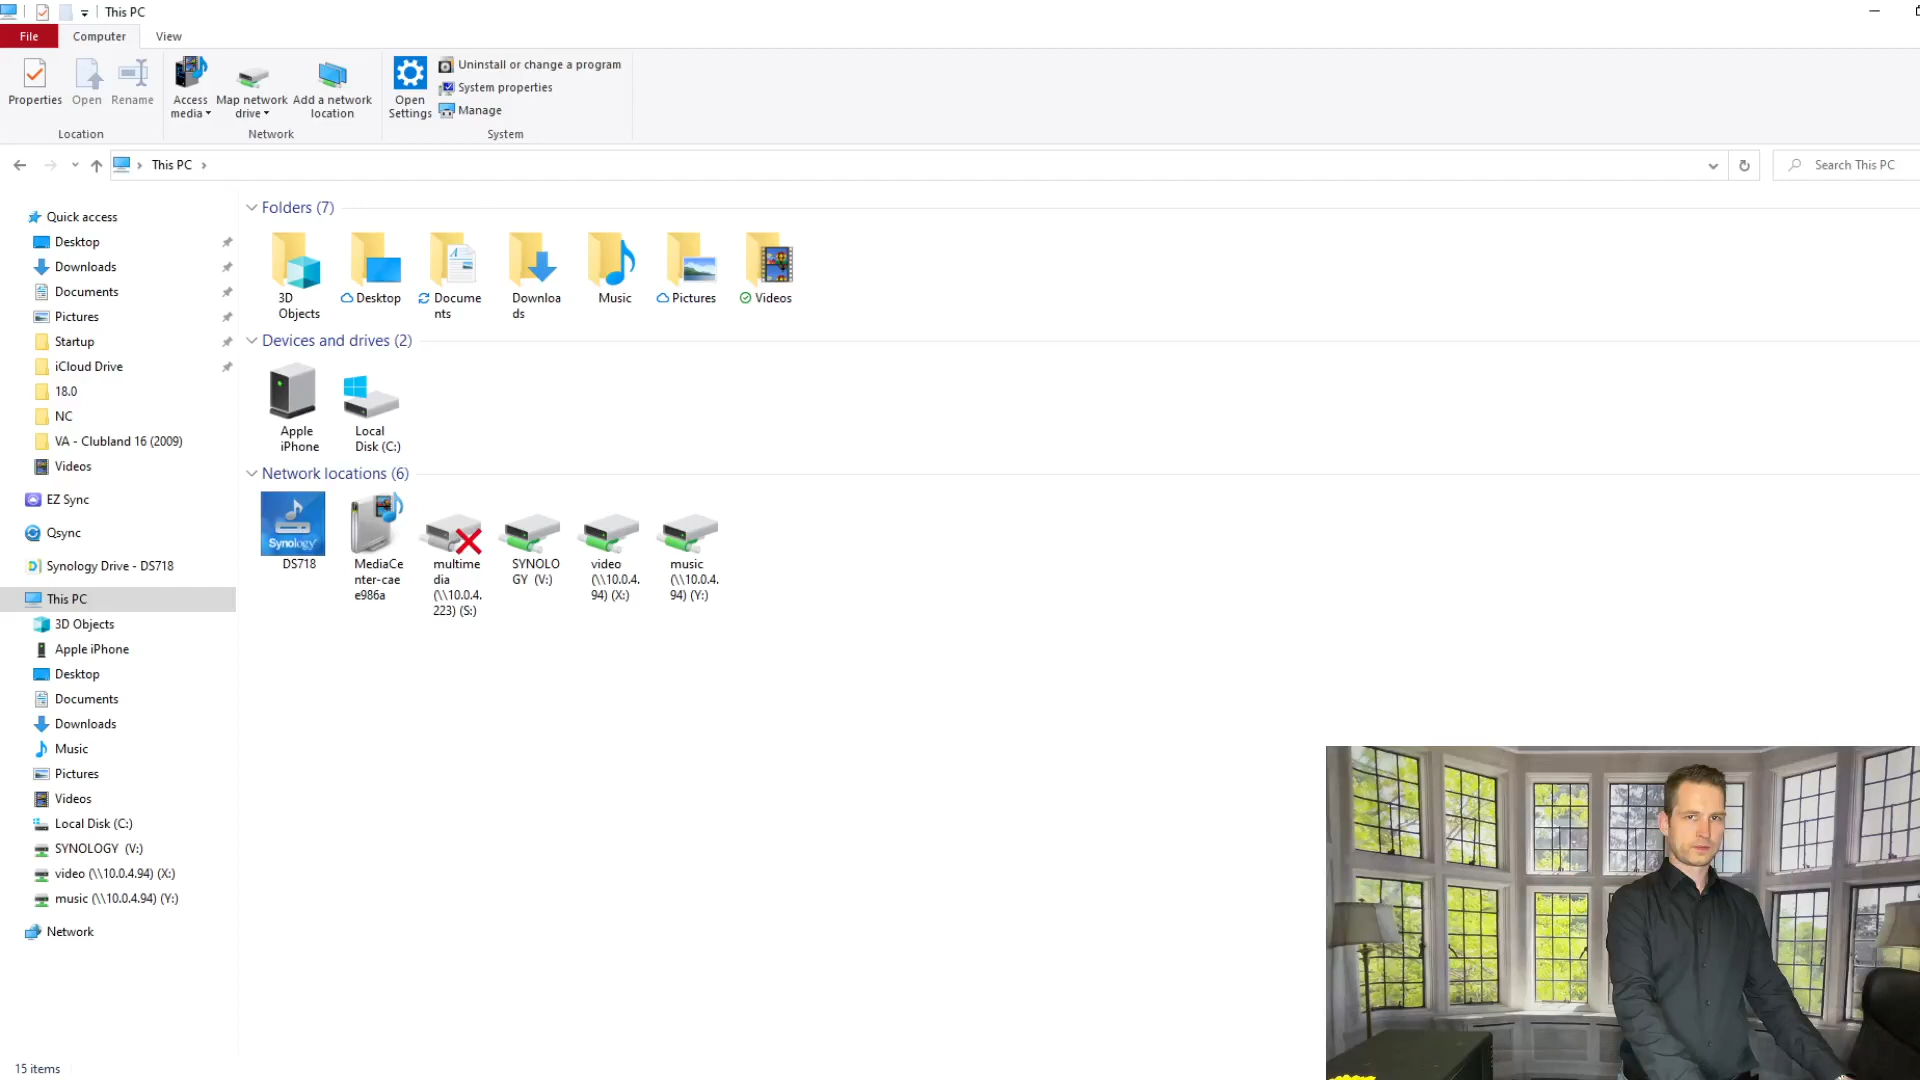 This PC
File
Computer
View
Properties
Open
Rename
Access
media
Map network
drive
Add a network
location
Open
Settings
Uninstall or change a program
System properties
Manage
Location
Network
System
This PC
Search This PC
Quick access
Desktop
Downloads
Documents
Pictures
Startup
iCloud Drive
18.0
NC
VA - Clubland 16 (2009)
Videos
EZ Sync
Qsync
Synology Drive - DS718
This PC
3D Objects
Apple iPhone
Desktop
Documents
Downloads
Music
Pictures
Videos
Local Disk (C:)
SYNOLOGY (V:)
video (\\10.0.4.94) (X:)
music (\\10.0.4.94) (Y:)
Network
Folders (7)
3D
Objects
Desktop
Docume
nts
Downloa
ds
Music
Pictures
Videos
Devices and drives (2)
Apple
iPhone
Local
Disk (C:)
Network locations (6)
Synology
DS718
MediaCe
nter-cae
e986a
multime
dia
(\\10.0.4.
223) (S:)
SYNOLO
GY (V:)
video
(\\10.0.4.
94) (X:)
music
(\\10.0.4.
94) (Y:)
15 items